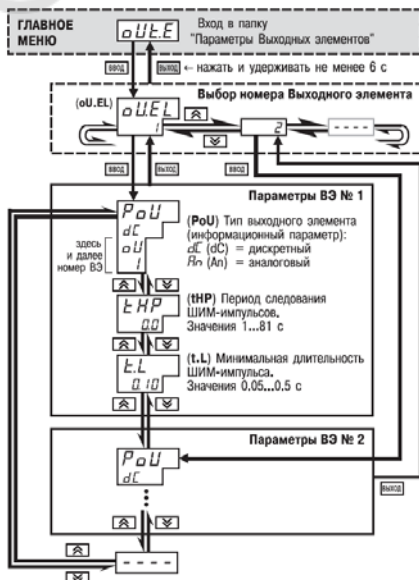 ГЛАВНОЕ
МЕНЮ
oUt.E
Вход в папку
"Параметры Выходных элементов"
ВВОД
ВЫХОД
← нажать и удерживать не менее 6 с
Выбор номера Выходного элемента
(oU.EL)
oU.EL
1
2
- - - -
ВВОД
ВЫХОД
ВВОД
Параметры ВЭ № 1
PoU
dC
oU
1
здесь
и далее
номер ВЭ
(PoU) Тип выходного элемента
(информационный параметр):
dC (dC) = дискретный
An (An) = аналоговый
tHP
0.0
(tHP) Период следования
ШИМ-импульсов.
Значения 1...81 с
t.L
0.10
(t.L) Минимальная длительность
ШИМ-импульса.
Значения 0.05...0.5 с
Параметры ВЭ № 2
PoU
dC
ВЫХОД
- - - -